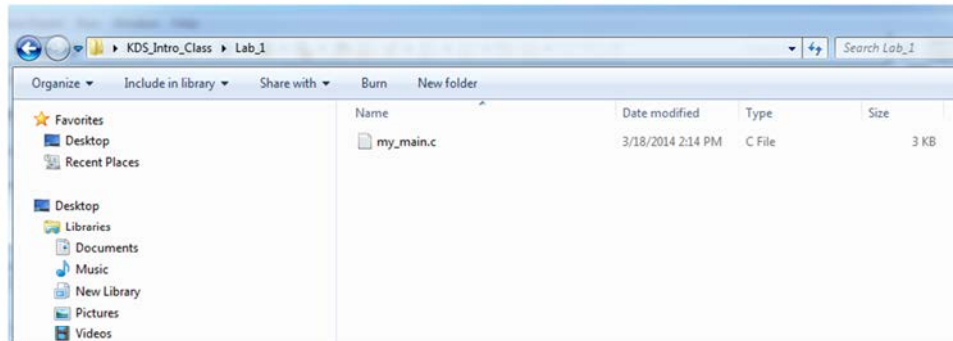 KDS_Intro_Class Lab_1 Search Lab_1
Organize Include in library Share with Burn New folder
Favorites
Desktop
Recent Places
Desktop
Libraries
Documents
Music
New Library
Pictures
Videos
Name Date modified Type Size
my_main.c 3/18/2014 2:14 PM C File 3 KB